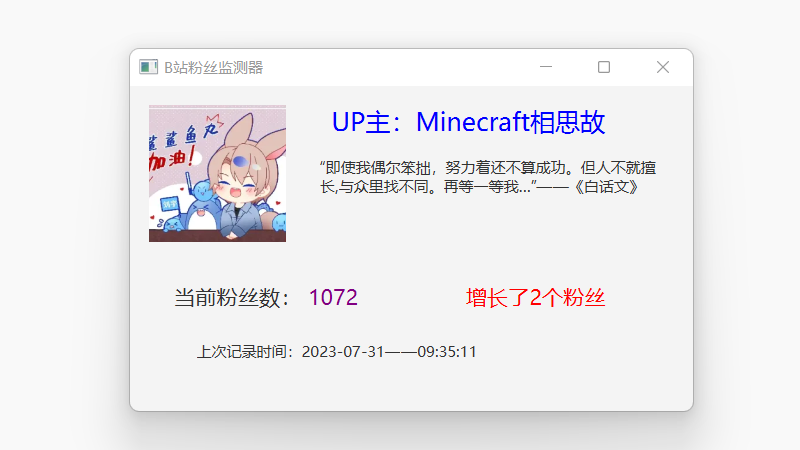 B站粉丝监测器
鲨鲨鱼丸
加油!
UP主：Minecraft相思故
“即使我偶尔笨拙，努力着还不算成功。但人不就擅
长,与众里找不同。再等一等我...”——《白话文》
当前粉丝数： 1072
增长了2个粉丝
上次记录时间：2023-07-31——09:35:11